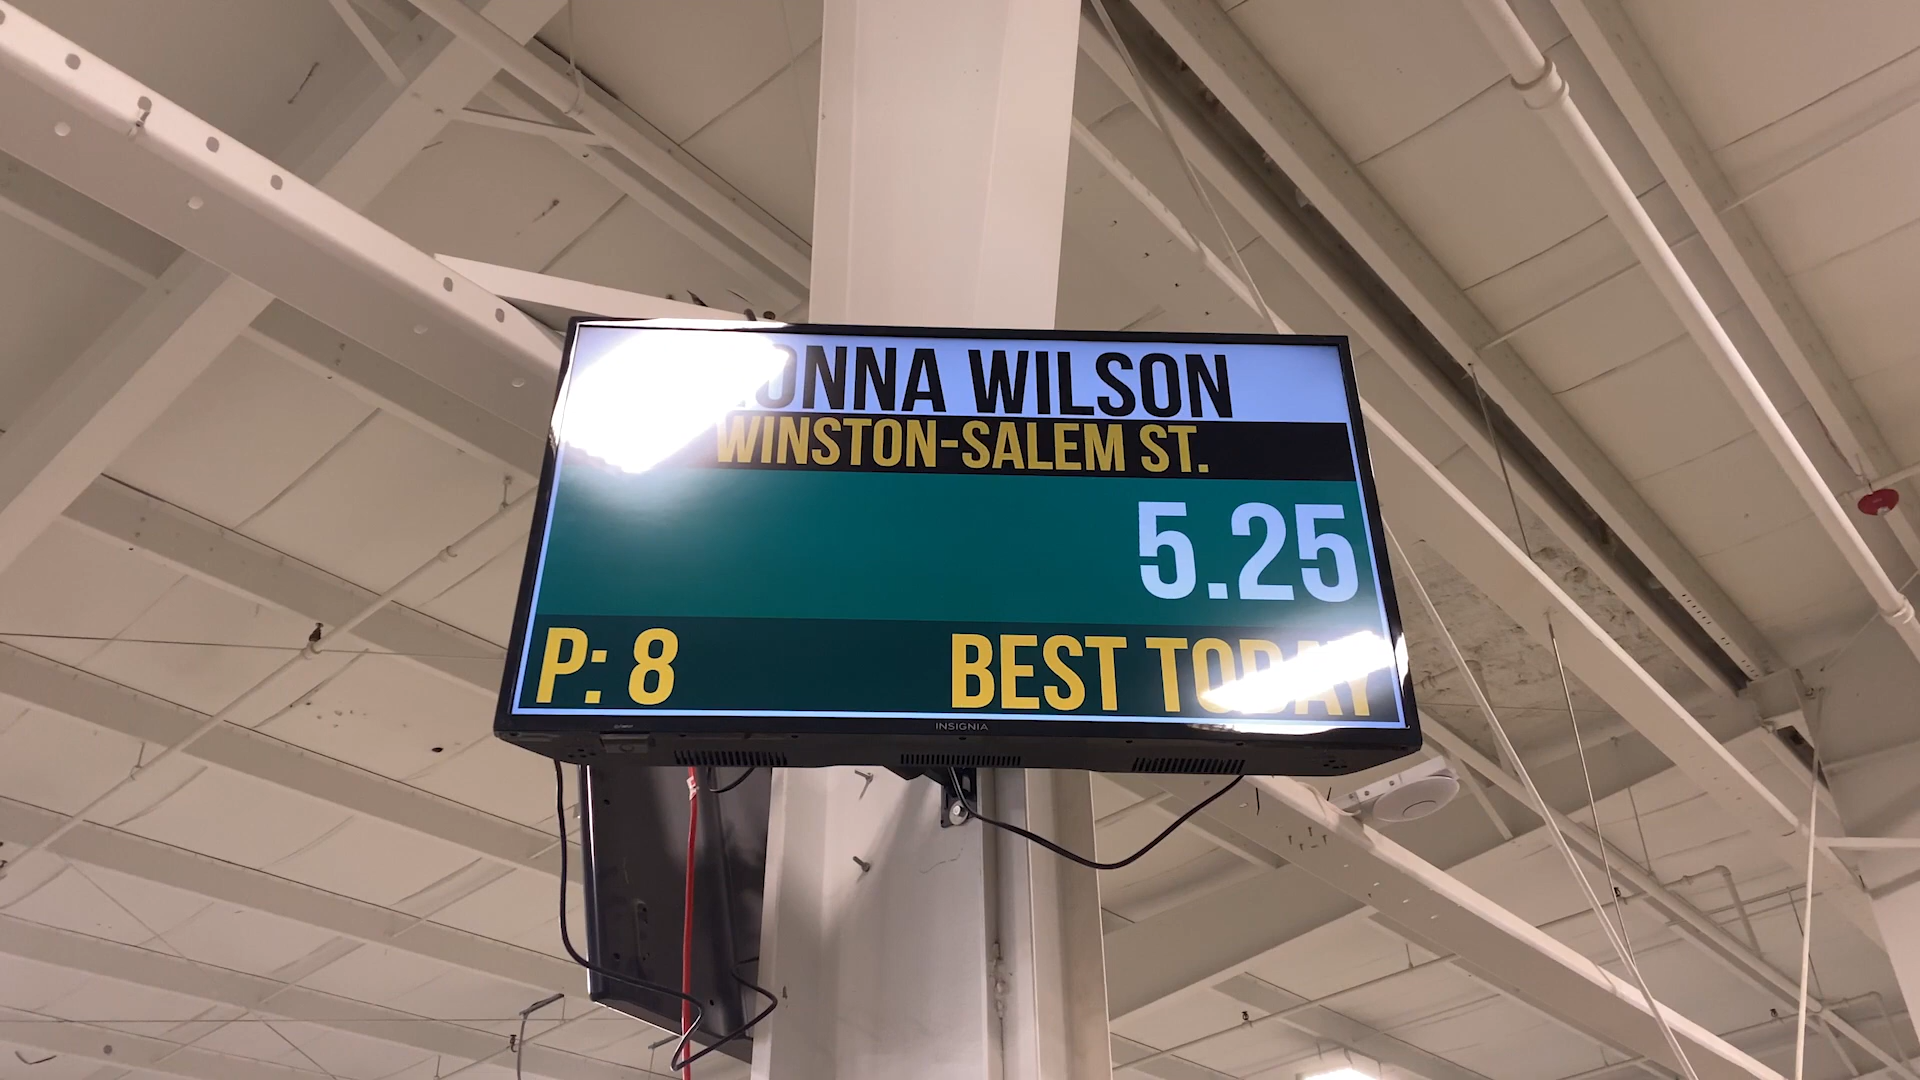 WILSON
WINSTON-SALEM ST.
5.25
P: 8 BEST TODAY
INSIGNIA